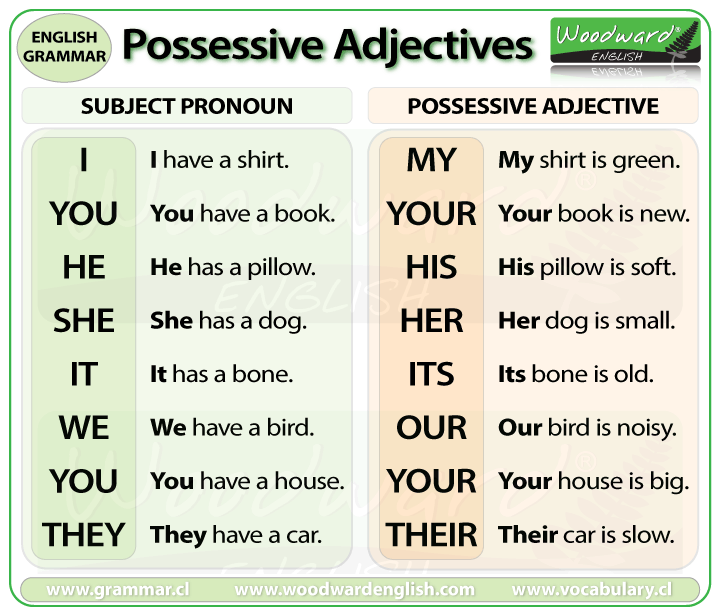 ENGLISH
GRAMMAR
Possessive Adjectives
Woodward®
ENGLISH
SUBJECT PRONOUN
POSSESSIVE ADJECTIVE
I
I have a shirt.
MY
My shirt is green.
YOU
You have a book.
YOUR
Your book is new.
HE
He has a pillow.
HIS
His pillow is soft.
SHE
She has a dog.
HER
Her dog is small.
IT
It has a bone.
ITS
Its bone is old.
WE
We have a bird.
OUR
Our bird is noisy.
YOU
You have a house.
YOUR
Your house is big.
THEY
They have a car.
THEIR
Their car is slow.
www.grammar.cl
www.woodwardenglish.com
www.vocabulary.cl